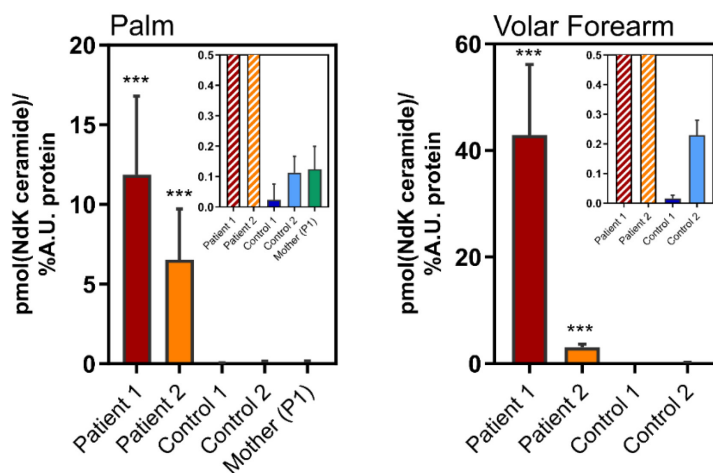 Palm
pmol(NdK ceramide)/
%A.U. protein
20
15
10
5
0
***
***
Patient 1
Patient 2
Control 1
Control 2
Mother (P1)
0.5
0.4
0.3
0.2
0.1
0.0
Patient 1
Patient 2
Control 1
Control 2
Mother (P1)
Volar Forearm
pmol(NdK ceramide)/
%A.U. protein
60
40
20
0
***
***
Patient 1
Patient 2
Control 1
Control 2
0.5
0.4
0.3
0.2
0.1
0.0
Patient 1
Patient 2
Control 1
Control 2